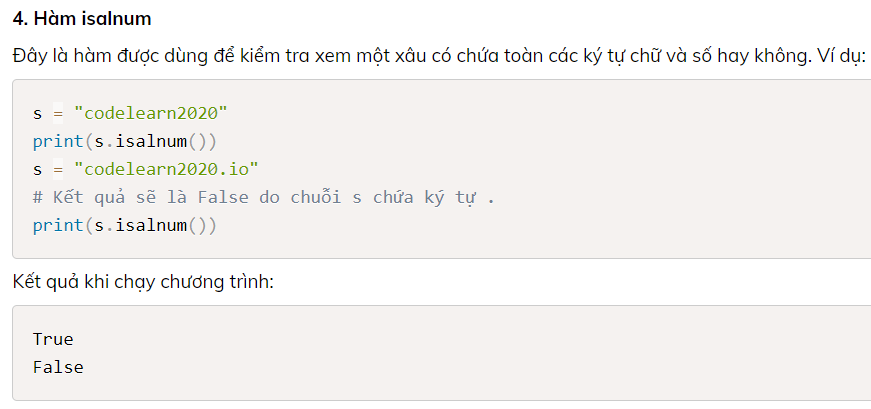 4. Hàm isalnum
Đây là hàm được dùng để kiểm tra xem một xâu có chứa toàn các ký tự chữ và số hay không. Ví dụ:
s = "codelearn2020"
print(s.isalnum())
s = "codelearn2020.io"
# Kết quả sẽ là False do chuỗi s chứa ký tự .
print(s.isalnum())
Kết quả khi chạy chương trình:
True
False